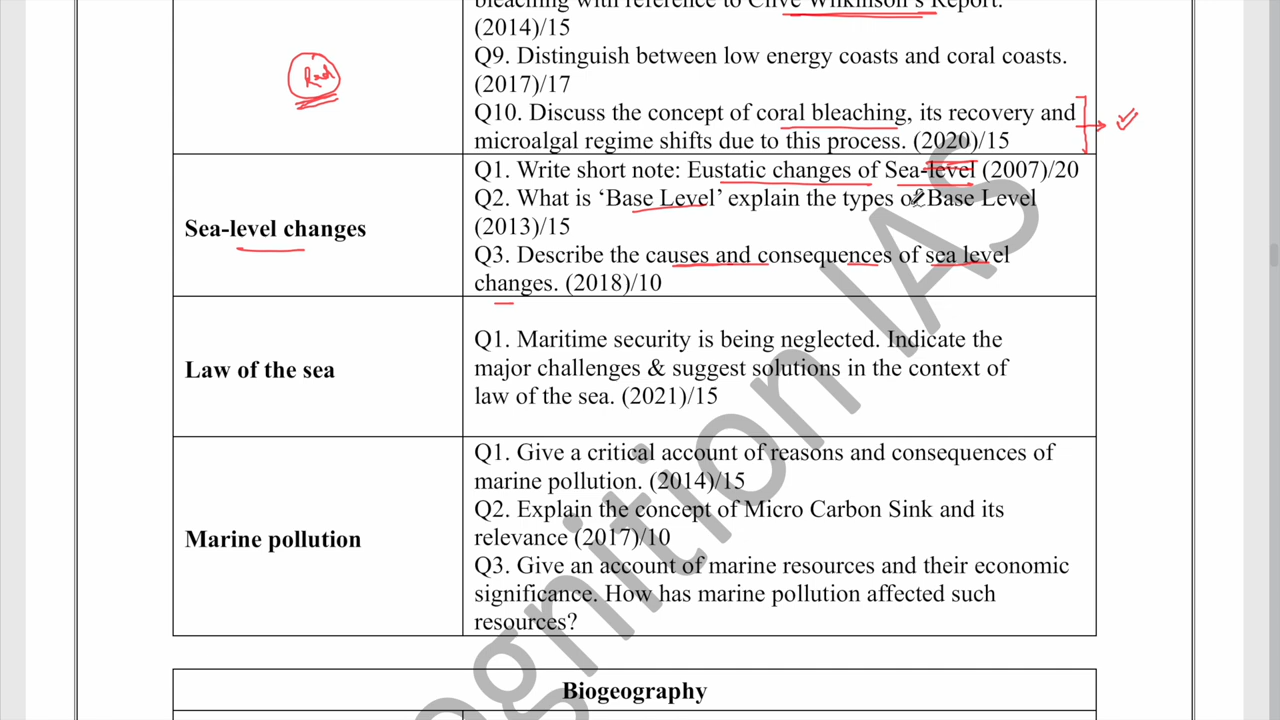 bleaching with reference to Clive Wilkinson's Report.
(2014)/15
Q9. Distinguish between low energy coasts and coral coasts.
(2017)/17
Q10. Discuss the concept of coral bleaching, its recovery and
microalgal regime shifts due to this process. (2020)/15
Sea-level changes
Q1. Write short note: Eustatic changes of Sea-level (2007)/20
Q2. What is ‘Base Level’ explain the types of Base Level
(2013)/15
Q3. Describe the causes and consequences of sea level
changes. (2018)/10
Law of the sea
Q1. Maritime security is being neglected. Indicate the
major challenges & suggest solutions in the context of
law of the sea. (2021)/15
Marine pollution
Q1. Give a critical account of reasons and consequences of
marine pollution. (2014)/15
Q2. Explain the concept of Micro Carbon Sink and its
relevance (2017)/10
Q3. Give an account of marine resources and their economic
significance. How has marine pollution affected such
resources?
Biogeography
ognition IAS